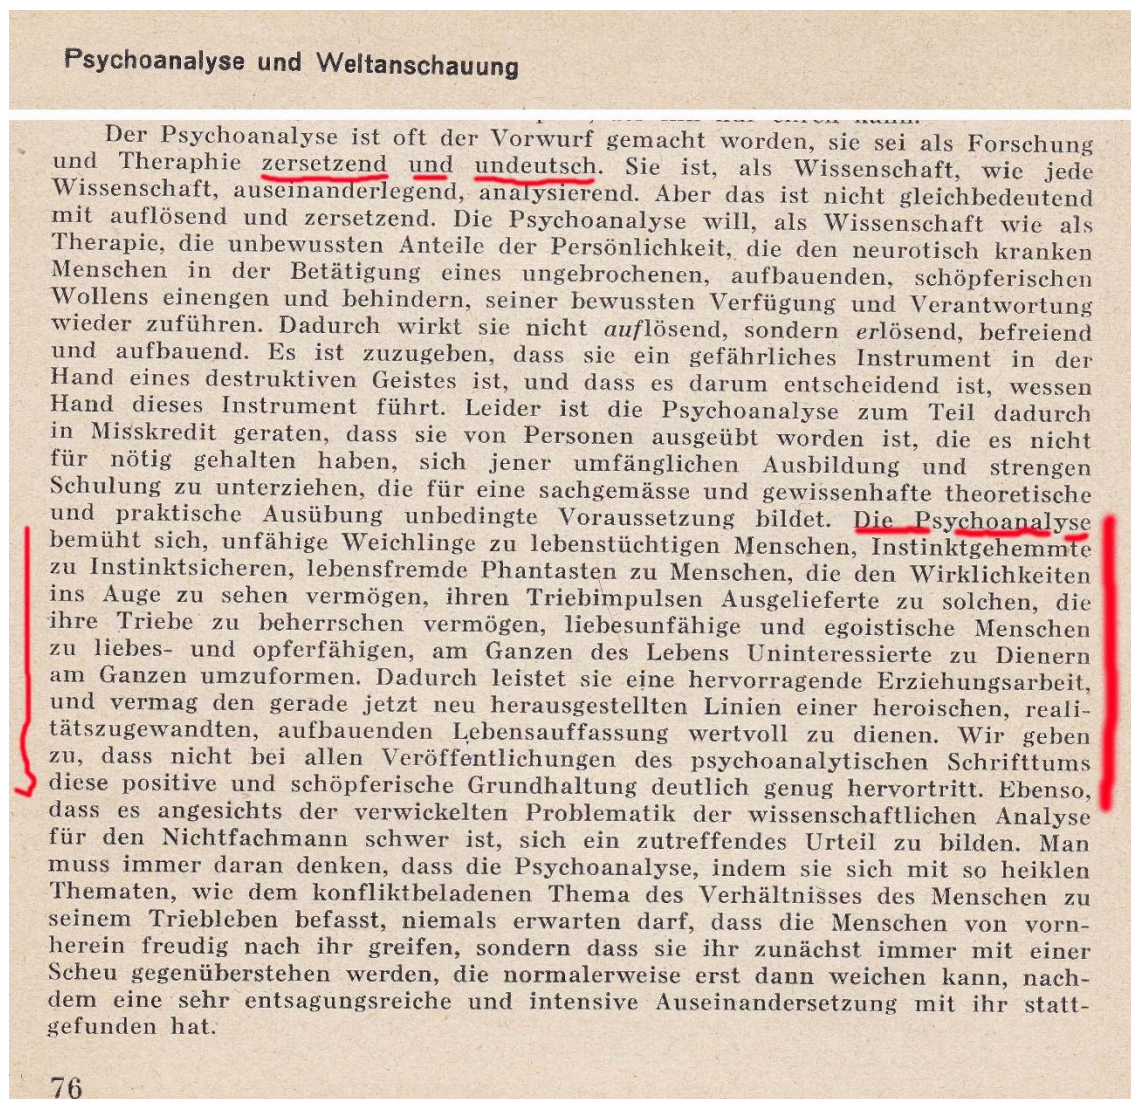 Psychoanalyse und Weltanschauung
Der Psychoanalyse ist oft der Vorwurf gemacht worden, sie sei als Forschung
und Theraphie zersetzend und undeutsch. Sie ist, als Wissenschaft, wie jede
Wissenschaft, auseinanderlegend, analysierend. Aber das ist nicht gleichbedeutend
mit auflösend und zersetzend. Die Psychoanalyse will, als Wissenschaft wie als
Therapie, die unbewussten Anteile der Persönlichkeit, die den neurotisch kranken
Menschen in der Betätigung eines ungebrochenen, aufbauenden, schöpferischen
Wollens einengen und behindern, seiner bewussten Verfügung und Verantwortung
wieder zuführen. Dadurch wirkt sie nicht auflösend, sondern erlösend, befreiend
und aufbauend. Es ist zuzugeben, dass sie ein gefährliches Instrument in der
Hand eines destruktiven Geistes ist, und dass es darum entscheidend ist, wessen
Hand dieses Instrument führt. Leider ist die Psychoanalyse zum Teil dadurch
in Misskredit geraten, dass sie von Personen ausgeübt worden ist, die es nicht
für nötig gehalten haben, sich jener umfänglichen Ausbildung und strengen
Schulung zu unterziehen, die für eine sachgemässe und gewissenhafte theoretische
und praktische Ausübung unbedingte Voraussetzung bildet. Die Psychoanalyse
bemüht sich, unfähige Weichlinge zu lebenstüchtigen Menschen, Instinktgehemmte
zu Instinktsicheren, lebensfremde Phantasten zu Menschen, die den Wirklichkeiten
ins Auge zu sehen vermögen, ihren Triebimpulsen Ausgelieferte zu solchen, die
ihre Triebe zu beherrschen vermögen, liebesunfähige und egoistische Menschen
zu liebes- und opferfähigen, am Ganzen des Lebens Uninteressierte zu Dienern
am Ganzen umzuformen. Dadurch leistet sie eine hervorragende Erziehungsarbeit,
und vermag den gerade jetzt neu herausgestellten Linien einer heroischen, reali-
tätszugewandten, aufbauenden Lebensauffassung wertvoll zu dienen. Wir geben
zu, dass nicht bei allen Veröffentlichungen des psychoanalytischen Schrifttums
diese positive und schöpferische Grundhaltung deutlich genug hervortritt. Ebenso,
dass es angesichts der verwickelten Problematik der wissenschaftlichen Analyse
für den Nichtfachmann schwer ist, sich ein zutreffendes Urteil zu bilden. Man
muss immer daran denken, dass die Psychoanalyse, indem sie sich mit so heiklen
Thematen, wie dem konfliktbeladenen Thema des Verhältnisses des Menschen zu
seinem Triebleben befasst, niemals erwarten darf, dass die Menschen von vorn-
herein freudig nach ihr greifen, sondern dass sie ihr zunächst immer mit einer
Scheu gegenüberstehen werden, die normalerweise erst dann weichen kann, nach-
dem eine sehr entsagungsreiche und intensive Auseinandersetzung mit ihr statt-
gefunden hat.
76